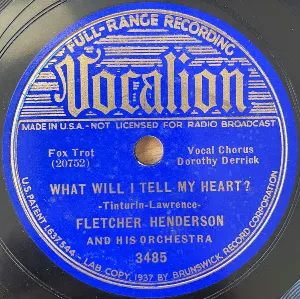 FULL-RANGE RECORDING
Vocalion
MADE IN U.S.A.-NOT LICENSED FOR RADIO BROADCAST
Fox Trot
(20752)
Vocal Chorus
Dorothy Derrick
WHAT WILL I TELL MY HEART?
-Tinturin-Lawrence-
FLETCHER HENDERSON
AND HIS ORCHESTRA
3485
U.S. PATENT 1637544 - LAB. COPY. 1937 BY BRUNSWICK RECORD CORP.